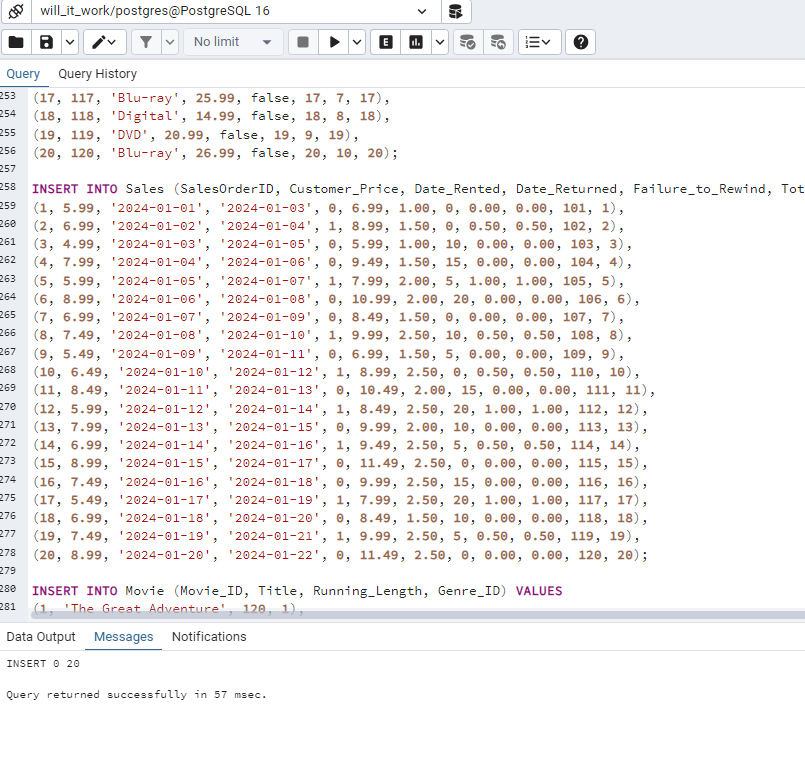 will_it_work/postgres@PostgreSQL 16
No limit
E
Query Query History
253 (17, 117, 'Blu-ray', 25.99, false, 17, 7, 17),
254 (18, 118, 'Digital', 14.99, false, 18, 8, 18),
255 (19, 119, 'DVD', 20.99, false, 19, 9, 19),
256 (20, 120, 'Blu-ray', 26.99, false, 20, 10, 20);
257
258 INSERT INTO Sales (SalesOrderID, Customer_Price, Date_Rented, Date_Returned, Failure_to_Rewind, Tot
259 (1, 5.99, '2024-01-01', '2024-01-03', 0, 6.99, 1.00, 0, 0.00, 0.00, 101, 1),
260 (2, 6.99, '2024-01-02', '2024-01-04', 1, 8.99, 1.50, 0, 0.50, 0.50, 102, 2),
261 (3, 4.99, '2024-01-03', '2024-01-05', 0, 5.99, 1.00, 10, 0.00, 0.00, 103, 3),
262 (4, 7.99, '2024-01-04', '2024-01-06', 0, 9.49, 1.50, 15, 0.00, 0.00, 104, 4),
263 (5, 5.99, '2024-01-05', '2024-01-07', 1, 7.99, 2.00, 5, 1.00, 1.00, 105, 5),
264 (6, 8.99, '2024-01-06', '2024-01-08', 0, 10.99, 2.00, 20, 0.00, 0.00, 106, 6),
265 (7, 6.99, '2024-01-07', '2024-01-09', 0, 8.49, 1.50, 0, 0.00, 0.00, 107, 7),
266 (8, 7.49, '2024-01-08', '2024-01-10', 1, 9.99, 2.50, 10, 0.50, 0.50, 108, 8),
267 (9, 5.49, '2024-01-09', '2024-01-11', 0, 6.99, 1.50, 5, 0.00, 0.00, 109, 9),
268 (10, 6.49, '2024-01-10', '2024-01-12', 1, 8.99, 2.50, 0, 0.50, 0.50, 110, 10),
269 (11, 8.49, '2024-01-11', '2024-01-13', 0, 10.49, 2.00, 15, 0.00, 0.00, 111, 11),
270 (12, 5.99, '2024-01-12', '2024-01-14', 1, 8.49, 2.50, 20, 1.00, 1.00, 112, 12),
271 (13, 7.99, '2024-01-13', '2024-01-15', 0, 9.99, 2.00, 10, 0.00, 0.00, 113, 13),
272 (14, 6.99, '2024-01-14', '2024-01-16', 1, 9.49, 2.50, 5, 0.50, 0.50, 114, 14),
273 (15, 8.99, '2024-01-15', '2024-01-17', 0, 11.49, 2.50, 0, 0.00, 0.00, 115, 15),
274 (16, 7.49, '2024-01-16', '2024-01-18', 0, 9.99, 2.50, 15, 0.00, 0.00, 116, 16),
275 (17, 5.49, '2024-01-17', '2024-01-19', 1, 7.99, 2.50, 20, 1.00, 1.00, 117, 17),
276 (18, 6.99, '2024-01-18', '2024-01-20', 0, 8.49, 1.50, 10, 0.00, 0.00, 118, 18),
277 (19, 7.49, '2024-01-19', '2024-01-21', 1, 9.99, 2.50, 5, 0.50, 0.50, 119, 19),
278 (20, 8.99, '2024-01-20', '2024-01-22', 0, 11.49, 2.50, 0, 0.00, 0.00, 120, 20);
279
280 INSERT INTO Movie (Movie_ID, Title, Running_Length, Genre_ID) VALUES
281 (1, 'The Great Adventure', 120, 1),
Data Output Messages Notifications
INSERT 0 20
Query returned successfully in 57 msec.